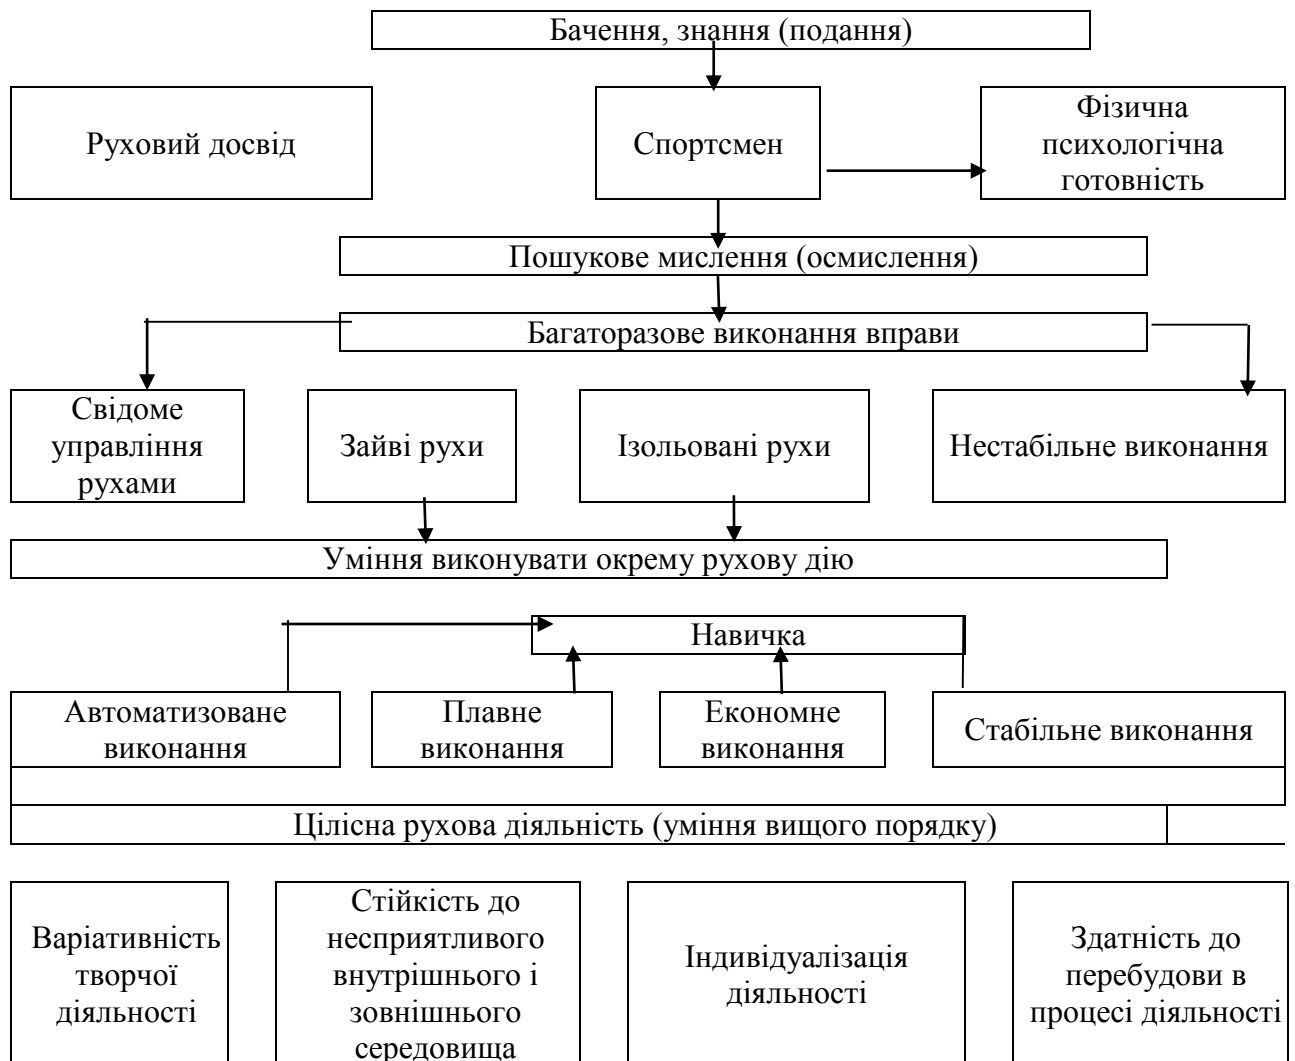 Бачення, знання (подання)
Руховий досвід
Спортсмен
Фізична
психологічна
готовність
Пошукове мислення (осмислення)
Багаторазове виконання вправи
Свідоме
управління
рухами
Зайві рухи
Ізольовані рухи
Нестабільне виконання
Уміння виконувати окрему рухову дію
Навичка
Автоматизоване
виконання
Плавне
виконання
Економне
виконання
Стабільне виконання
Цілісна рухова діяльність (уміння вищого порядку)
Варіативність
творчої
діяльності
Стійкість до
несприятливого
внутрішнього і
зовнішнього
середовища
Індивідуалізація
діяльності
Здатність до
перебудови в
процесі діяльності